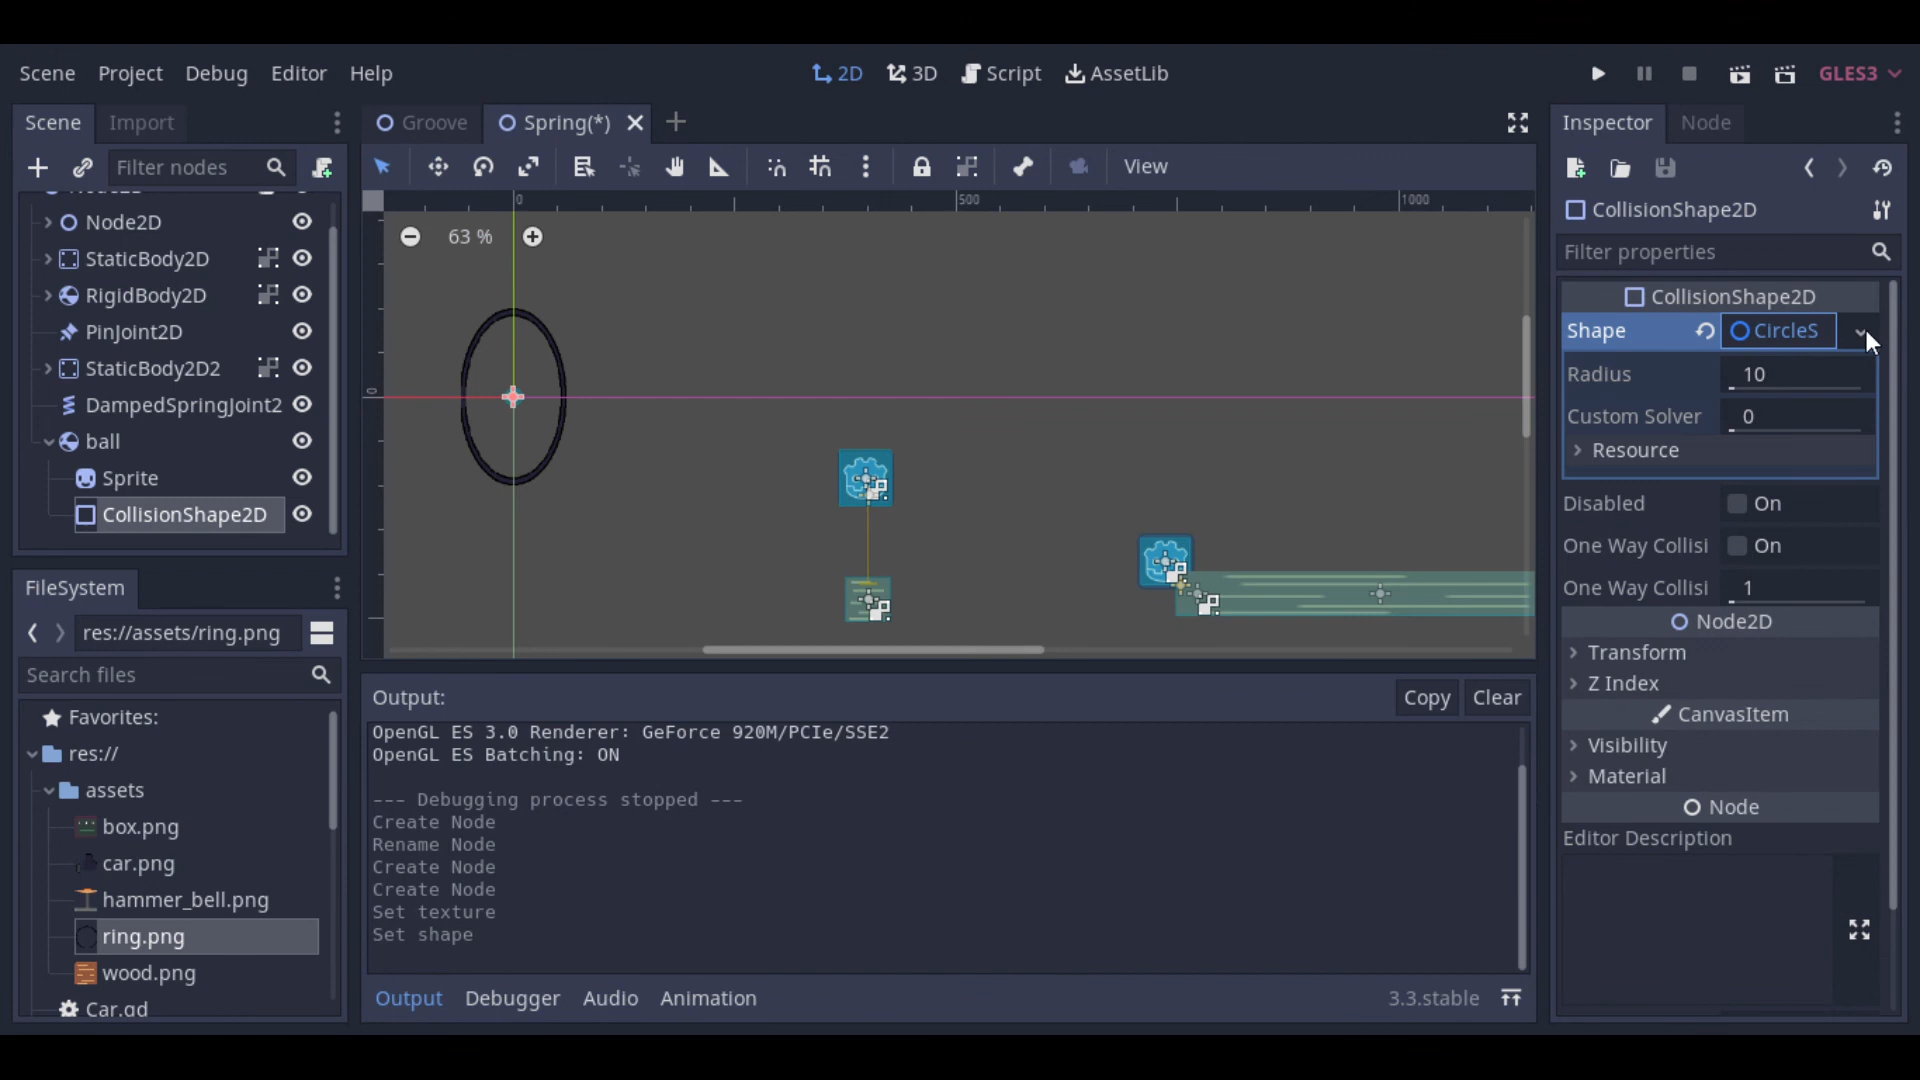 Scene Project Debug Editor Help
2D 3D Script AssetLib
GLES3
Scene Import
Filter nodes
Node2D
StaticBody2D
RigidBody2D
PinJoint2D
StaticBody2D2
DampedSpringJoint2
ball
Sprite
CollisionShape2D
FileSystem
res://assets/ring.png
Search files
Favorites:
res://
assets
box.png
car.png
hammer_bell.png
ring.png
wood.png
Car.gd
Groove Spring(*)
View
0 500 1000
0
63 %
Output:
Copy Clear
OpenGL ES 3.0 Renderer: GeForce 920M/PCIe/SSE2
OpenGL ES Batching: ON
--- Debugging process stopped ---
Create Node
Rename Node
Create Node
Create Node
Set texture
Set shape
Output Debugger Audio Animation
3.3.stable
Inspector Node
CollisionShape2D
Filter properties
CollisionShape2D
Shape CircleS
Radius 10
Custom Solver 0
Resource
Disabled On
One Way Collisi On
One Way Collisi 1
Node2D
Transform
Z Index
CanvasItem
Visibility
Material
Node
Editor Description